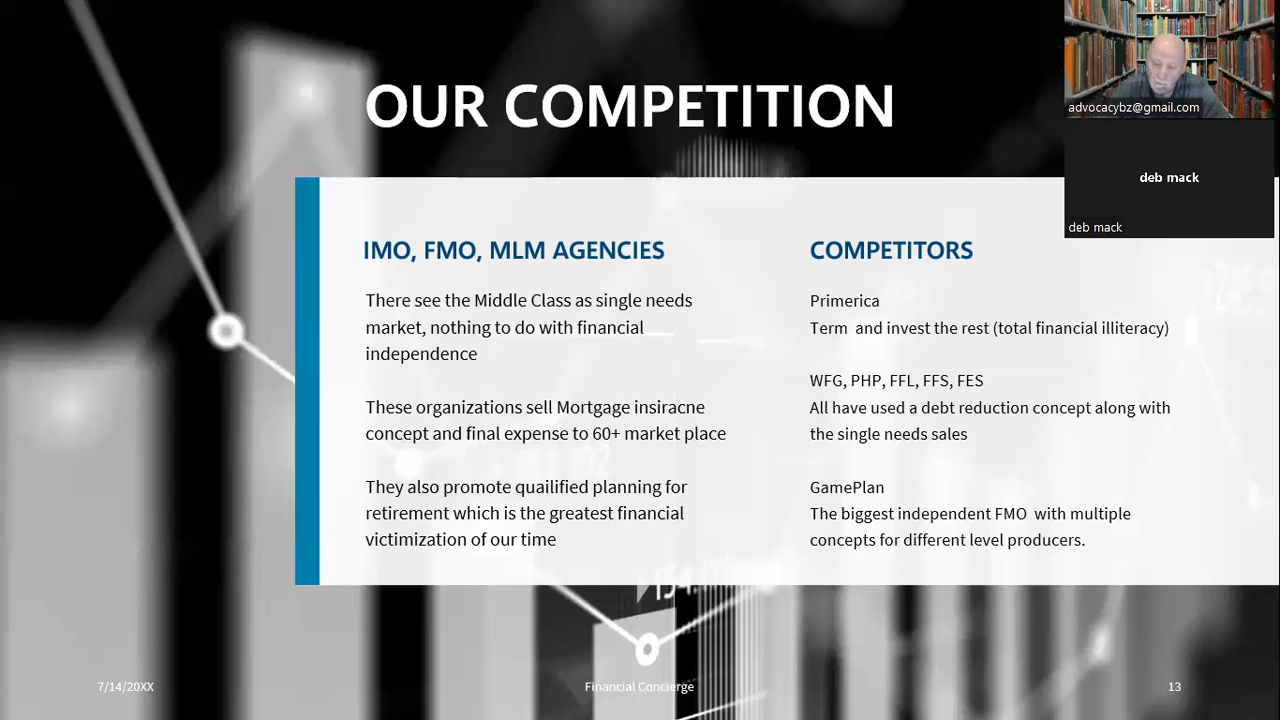 OUR COMPETITION
advocacybz@gmail.com
deb mack
deb mack
IMO, FMO, MLM AGENCIES
There see the Middle Class as single needs
market, nothing to do with financial
independence
These organizations sell Mortgage insiracne
concept and final expense to 60+ market place
They also promote quailified planning for
retirement which is the greatest financial
victimization of our time
COMPETITORS
Primerica
Term  and invest the rest (total financial illiteracy)
WFG, PHP, FFL, FFS, FES
All have used a debt reduction concept along with
the single needs sales
GamePlan
The biggest independent FMO  with multiple
concepts for different level producers.
7/14/20XX
Financial Concierge
13